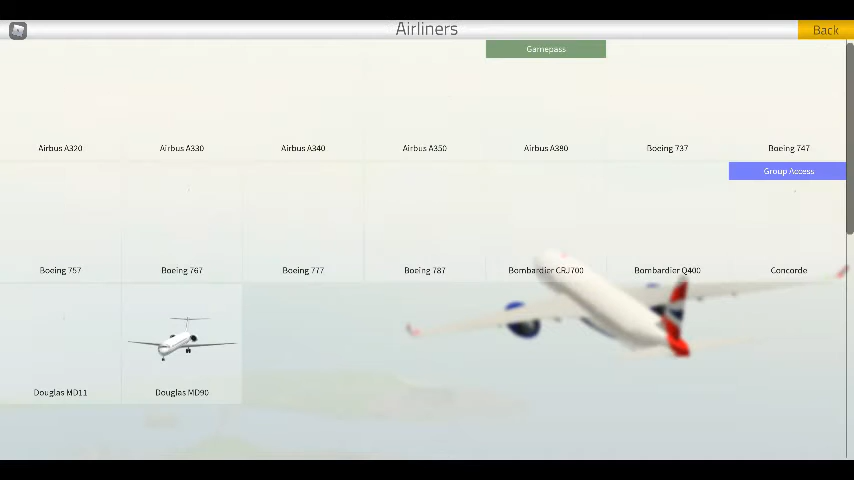 Airliners
Back
Gamepass
Airbus A320
Airbus A330
Airbus A340
Airbus A350
Airbus A380
Boeing 737
Boeing 747
Group Access
Boeing 757
Boeing 767
Boeing 777
Boeing 787
Bombardier CRJ700
Bombardier Q400
Concorde
Douglas MD11
Douglas MD90